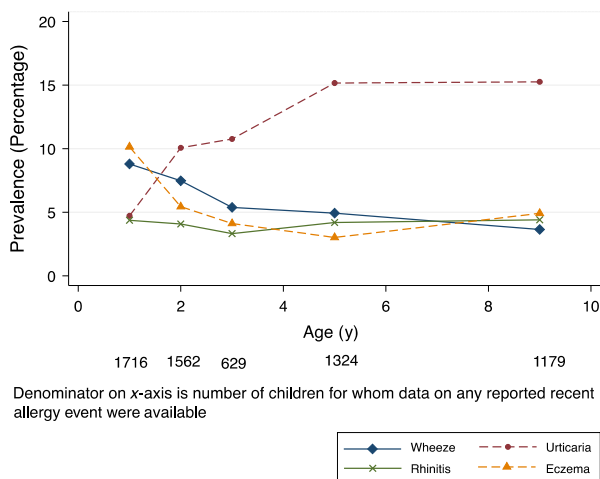 20
15
10
5
0
Prevalence (Percentage)
0 2 4 6 8 10
Age (y)
1716 1562 629 1324 1179
Denominator on x-axis is number of children for whom data on any reported recent
allergy event were available
Wheeze Urticaria
Rhinitis Eczema